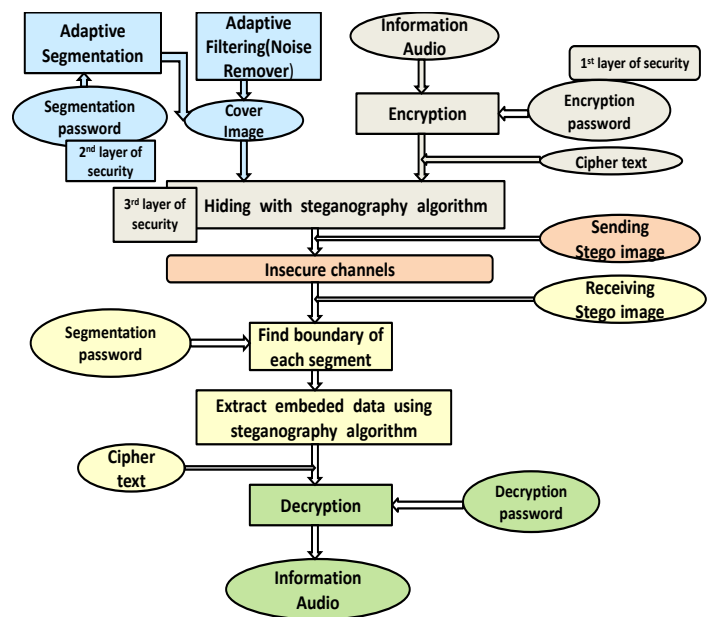 Adaptive
Segmentation
Adaptive
Filtering(Noise
Remover)
Information
Audio
1st layer of security
Segmentation
password
2nd layer of
security
Cover
Image
Encryption
Encryption
password
Cipher text
3rd layer of
security
Hiding with steganography algorithm
Sending
Stego image
Insecure channels
Receiving
Stego image
Segmentation
password
Find boundary
of
each segment
Extract embeded data using
steganography algorithm
Cipher
text
Decryption
Decryption
password
Information
Audio